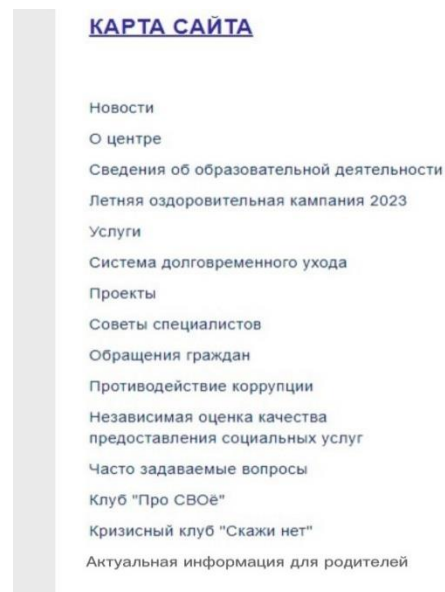 КАРТА САЙТА
Новости
О центре
Сведения об образовательной деятельности
Летняя оздоровительная кампания 2023
Услуги
Система долговременного ухода
Проекты
Советы специалистов
Обращения граждан
Противодействие коррупции
Независимая оценка качества
предоставления социальных услуг
Часто задаваемые вопросы
Клуб "Про СВОё"
Кризисный клуб "Скажи нет"
Актуальная информация для родителей